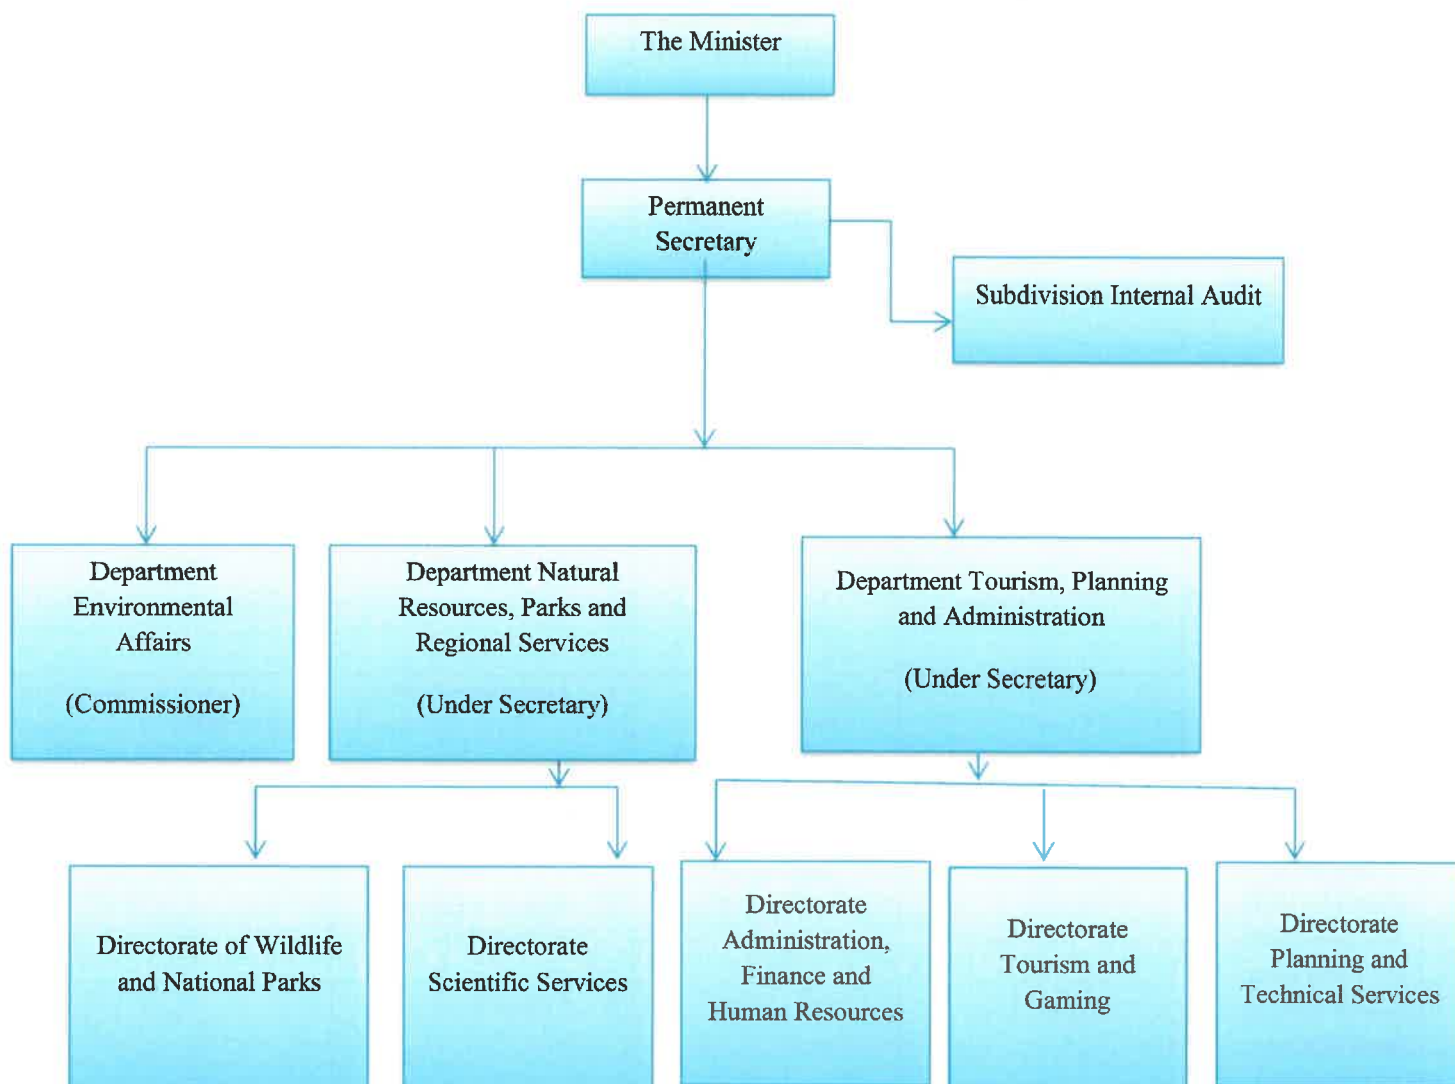 The Minister
Permanent
Secretary
Subdivision Internal Audit
Department
Environmental
Affairs
(Commissioner)
Department Natural
Resources, Parks and
Regional Services
(Under Secretary)
Department Tourism, Planning
and Administration
(Under Secretary)
Directorate of Wildlife
and National Parks
Directorate
Scientific Services
Directorate
Administration,
Finance and
Human Resources
Directorate
Tourism and
Gaming
Directorate
Planning and
Technical Services